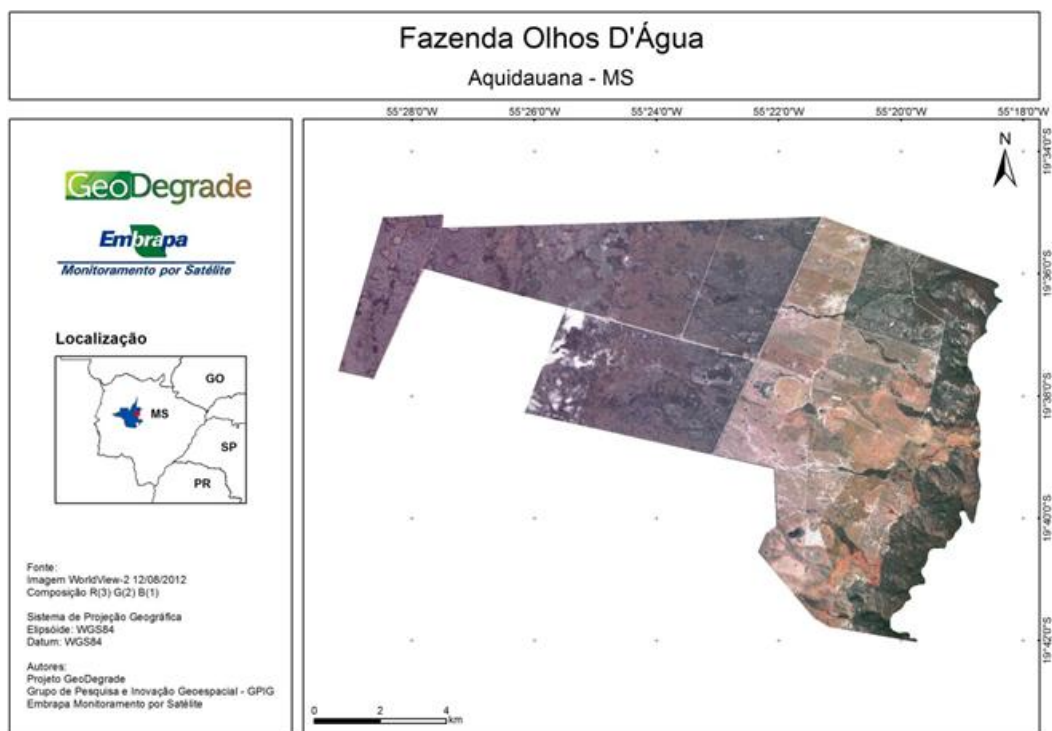 Fazenda Olhos D'Água
Aquidauana - MS
GeoDegrade
Embrapa
Monitoramento por Satélite
Localização
GO
MS
SP
PR
Fonte:
Imagem WorldView-2 12/08/2012
Composição R(3) G(2) B(1)
Sistema de Projeção Geográfica
Elipsóide: WGS84
Datum: WGS84
Autores:
Projeto GeoDegrade
Grupo de Pesquisa e Inovação Geoespacial - GPIG
Embrapa Monitoramento por Satélite
55°28'0"W 55°26'0"W 55°24'0"W 55°22'0"W 55°20'0"W 55°18'0"W
N
19°34'0"S
19°36'0"S
19°38'0"S
19°40'0"S
19°42'0"S
0 2 4
km